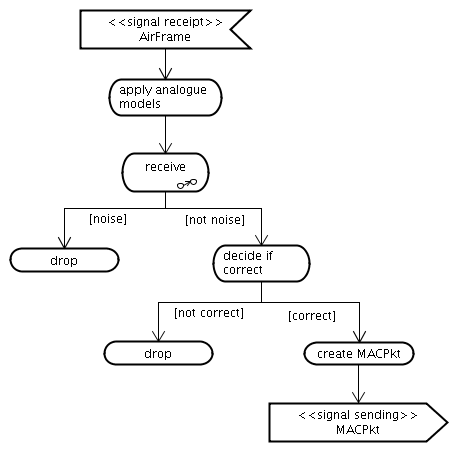 <<signal receipt>>
AirFrame
apply analogue
models
receive
[noise]
[not noise]
drop
decide if
correct
[not correct]
[correct]
drop
create MACPkt
<<signal sending>>
MACPkt